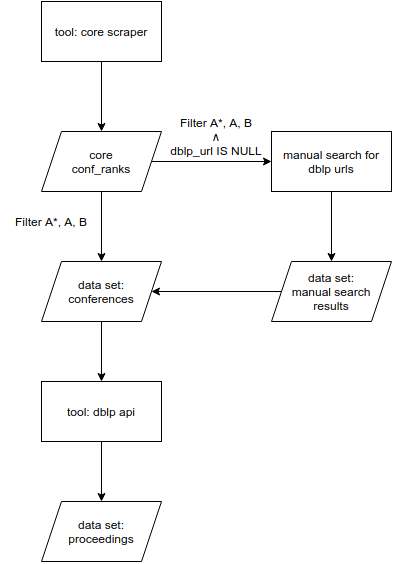 tool: core scraper
Filter A*, A, B
∧
dblp_url IS NULL
core
conf_ranks
manual search for
dblp urls
Filter A*, A, B
data set:
conferences
data set:
manual search
results
tool: dblp api
data set:
proceedings